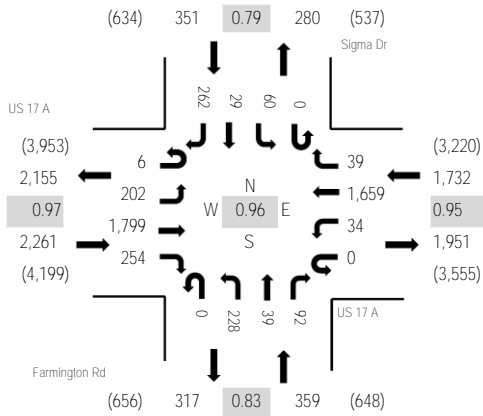 (634) 351 0.79 280 (537)
Sigma Dr
US 17 A
262 29 60 0
(3,953) (3,220)
6 39
2,155 1,732
202 N 1,659
0.97 W 0.96 E 0.95
1,799 S 34
2,261 1,951
254 0
(4,199) (3,555)
0 228 39 92
US 17 A
Farmington Rd
(656) 317 0.83 359 (648)